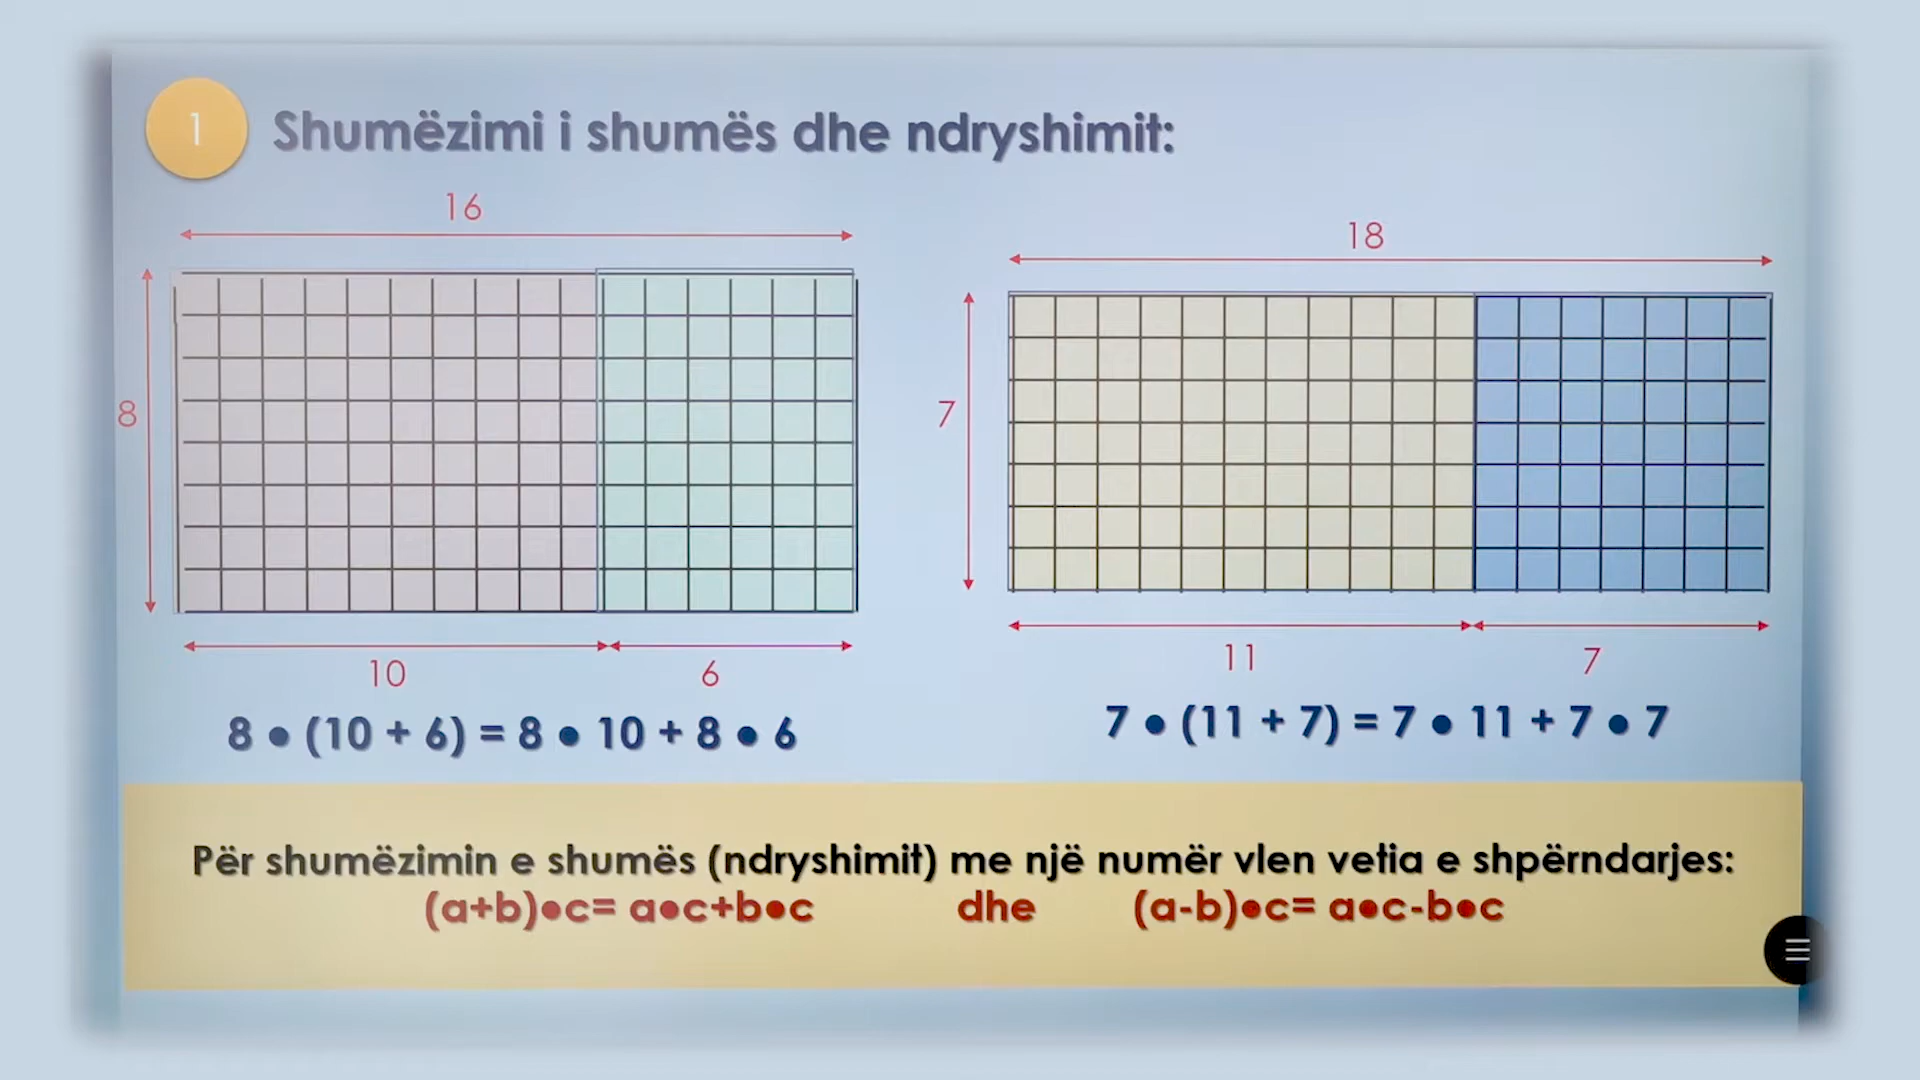 1
Shumëzimi i shumës dhe ndryshimit:
16
8
10
6
8 • (10 + 6) = 8 • 10 + 8 • 6
18
7
11
7
7 • (11 + 7) = 7 • 11 + 7 • 7
Për shumëzimin e shumës (ndryshimit) me një numër vlen vetia e shpërndarjes:
(a+b)•c= a•c+b•c dhe (a-b)•c= a•c-b•c